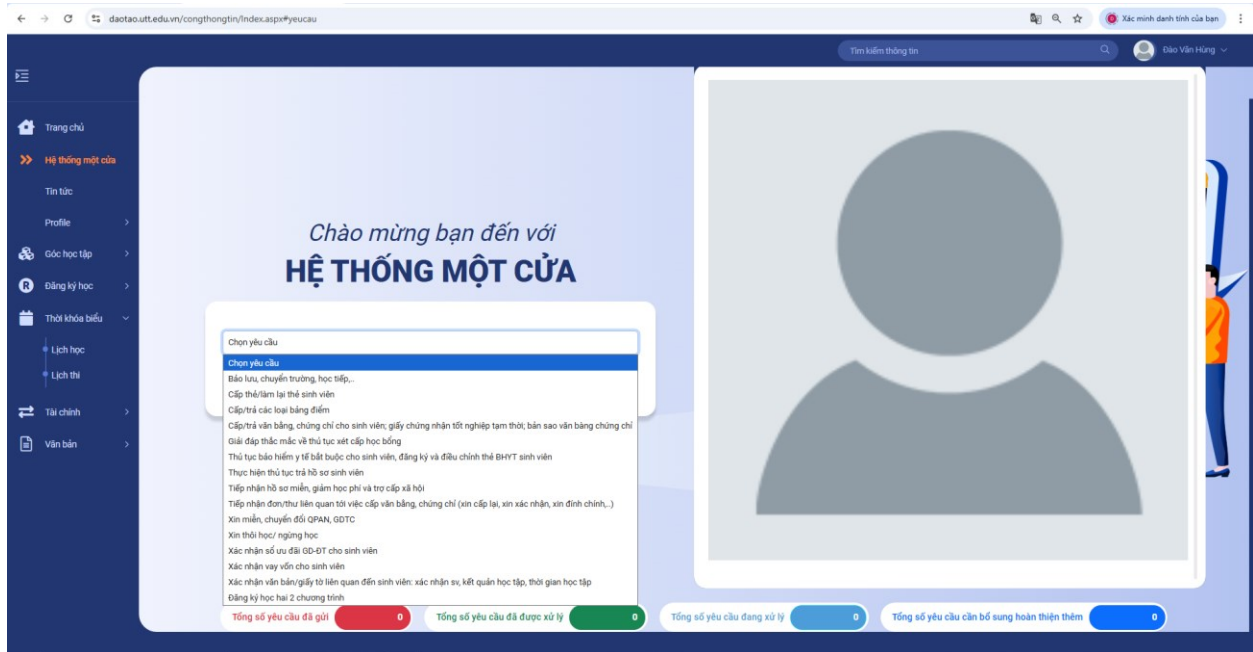 daotao.utt.edu.vn/congthongtin/Index.aspx#yeucau
Xác minh danh tính của bạn
Tìm kiếm thông tin
Đào Văn Hùng
Trang chủ
Hệ thống một cửa
Tin tức
Profile
Góc học tập
Đăng ký học
Thời khóa biểu
Lịch học
Lịch thi
Tài chính
Văn bản
Chào mừng bạn đến với
HỆ THỐNG MỘT CỬA
Chọn yêu cầu
Chọn yêu cầu
Bảo lưu, chuyển trường, học tiếp,..
Cấp thẻ/làm lại thẻ sinh viên
Cấp/trả các loại bảng điểm
Cấp/trả văn bằng, chứng chỉ cho sinh viên; giấy chứng nhận tốt nghiệp tạm thời; bản sao văn bàng chứng chỉ
Giải đáp thắc mắc về thủ tục xét cấp học bổng
Thủ tục bảo hiểm y tế bắt buộc cho sinh viên, đăng ký và điều chỉnh thẻ BHYT sinh viên
Thực hiện thủ tục trả hồ sơ sinh viên
Tiếp nhận hồ sơ miễn, giảm học phí và trợ cấp xã hội
Tiếp nhận đơn/thư liên quan tới việc cấp văn bằng, chứng chỉ (xin cấp lại, xin xác nhận, xin đính chính,..)
Xin miễn, chuyển đổi QPAN, GDTC
Xin thôi học/ ngừng học
Xác nhận sổ ưu đãi GD-ĐT cho sinh viên
Xác nhận vay vốn cho sinh viên
Xác nhận văn bản/giấy tờ liên quan đến sinh viên: xác nhận sv, kết quản học tập, thời gian học tập
Đăng ký học hai 2 chương trình
Tổng số yêu cầu đã gửi 0
Tổng số yêu cầu đã được xử lý 0
Tổng số yêu cầu đang xử lý 0
Tổng số yêu cầu cần bổ sung hoàn thiện thêm 0